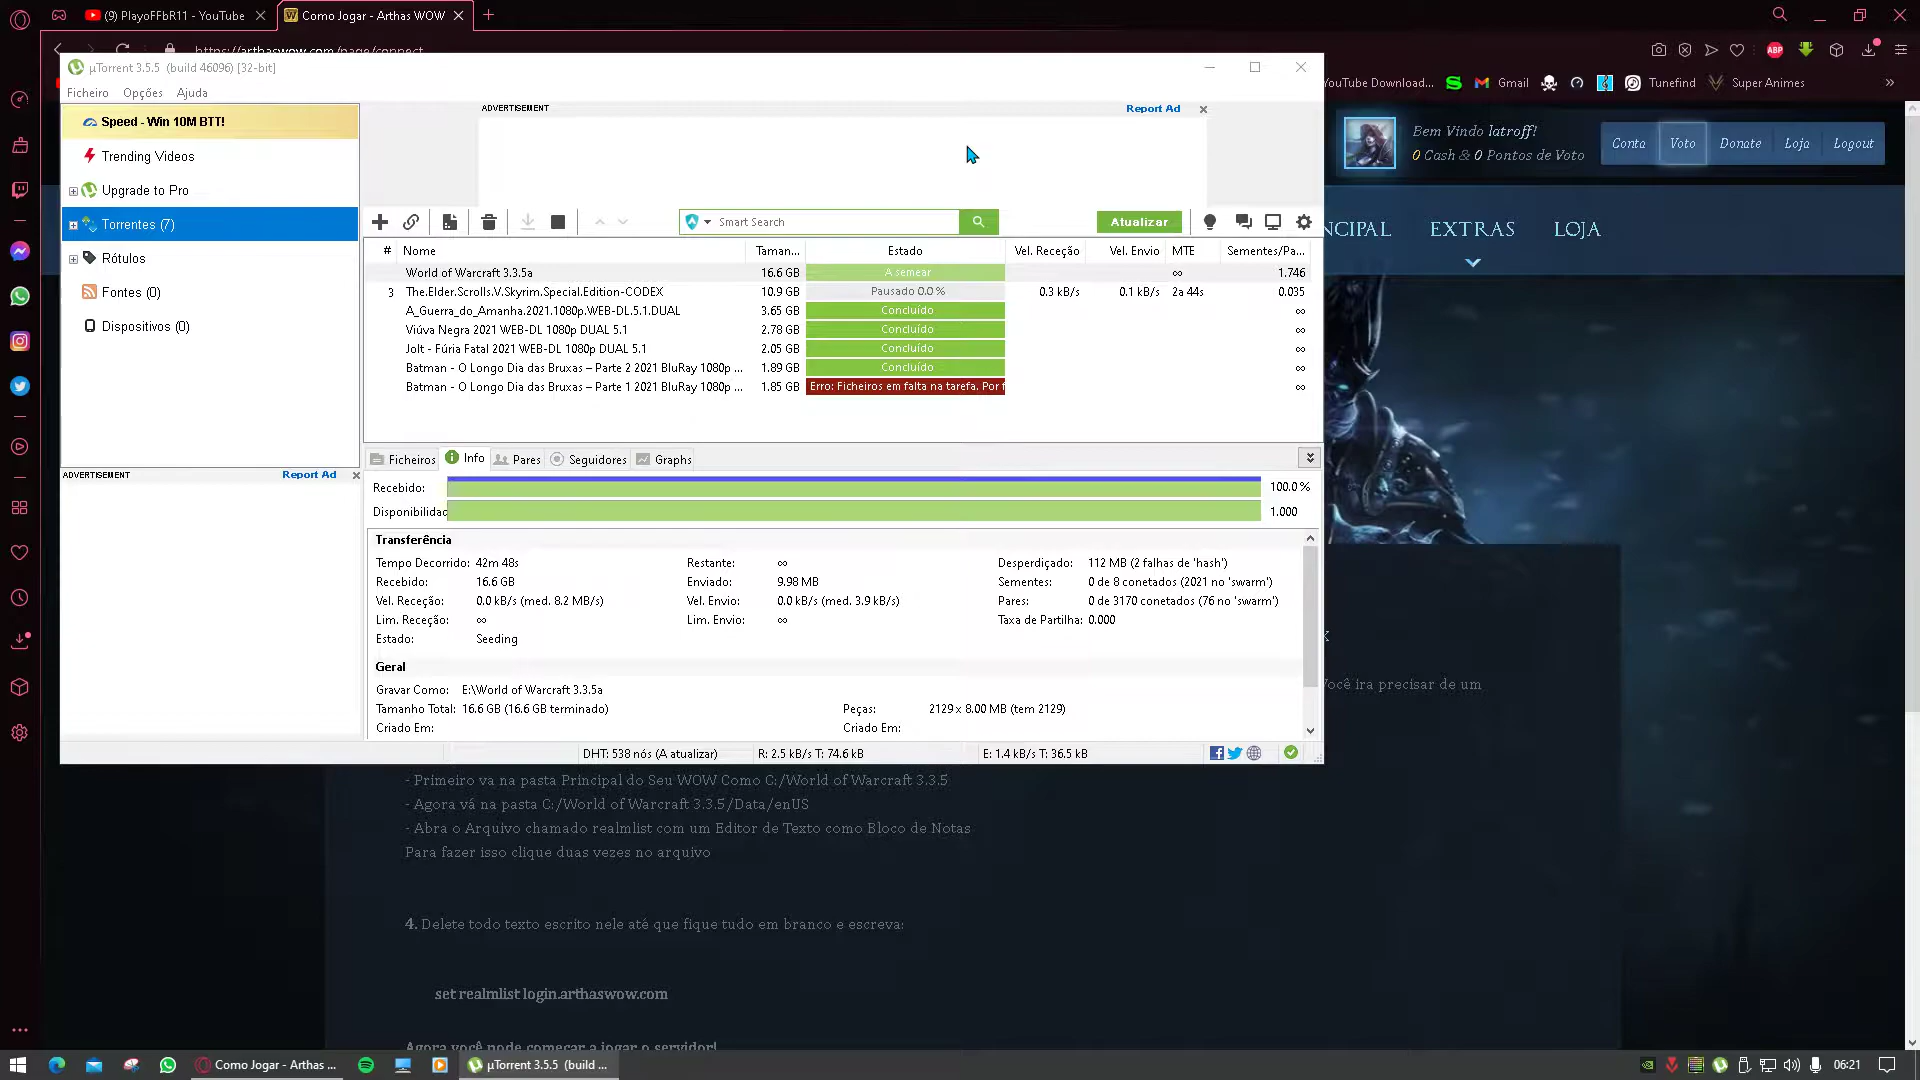 (9) PlayoFFbR11 - YouTube
Como Jogar - Arthas WOW
https://arthaswow.com/page/connect
ABP
YouTube Download...
Gmail
Tunefind
Super Animes
»
µTorrent 3.5.5 (build 46096) [32-bit]
Ficheiro Opções Ajuda
ADVERTISEMENT
Report Ad
Speed - Win 10M BTT!
Trending Videos
Upgrade to Pro
Torrentes (7)
Rótulos
Fontes (0)
Dispositivos (0)
Smart Search
Atualizar
# Nome Taman... Estado Vel. Receção Vel. Envio MTE Sementes/Pa...
World of Warcraft 3.3.5a 16.6 GB A semear ∞ 1.746
3 The.Elder.Scrolls.V.Skyrim.Special.Edition-CODEX 10.9 GB Pausado 0.0 % 0.3 kB/s 0.1 kB/s 2a 44s 0.035
A_Guerra_do_Amanha.2021.1080p.WEB-DL.5.1.DUAL 3.65 GB Concluído ∞
Viúva Negra 2021 WEB-DL 1080p DUAL 5.1 2.78 GB Concluído ∞
Jolt - Fúria Fatal 2021 WEB-DL 1080p DUAL 5.1 2.05 GB Concluído ∞
Batman - O Longo Dia das Bruxas – Parte 2 2021 BluRay 1080p ... 1.89 GB Concluído ∞
Batman - O Longo Dia das Bruxas – Parte 1 2021 BluRay 1080p ... 1.85 GB Erro: Ficheiros em falta na tarefa. Por f ∞
ADVERTISEMENT
Report Ad
Ficheiros Info Pares Seguidores Graphs
Recebido: 100.0 %
Disponibilidad 1.000
Transferência
Tempo Decorrido: 42m 48s Restante: ∞ Desperdiçado: 112 MB (2 falhas de 'hash')
Recebido: 16.6 GB Enviado: 9.98 MB Sementes: 0 de 8 conetados (2021 no 'swarm')
Vel. Receção: 0.0 kB/s (med. 8.2 MB/s) Vel. Envio: 0.0 kB/s (med. 3.9 kB/s) Pares: 0 de 3170 conetados (76 no 'swarm')
Lim. Receção: ∞ Lim. Envio: ∞ Taxa de Partilha: 0.000
Estado: Seeding
Geral
Gravar Como: E:\World of Warcraft 3.3.5a
Tamanho Total: 16.6 GB (16.6 GB terminado) Peças: 2129 x 8.00 MB (tem 2129)
Criado Em: Criado Em:
DHT: 538 nós (A atualizar) R: 2.5 kB/s T: 74.6 kB E: 1.4 kB/s T: 36.5 kB
Bem Vindo latroff!
0 Cash & 0 Pontos de Voto
Conta Voto Donate Loja Logout
NCIPAL EXTRAS LOJA
Você ira precisar de um
- Primeiro va na pasta Principal do Seu WOW Como C:/World of Warcraft 3.3.5
- Agora vá na pasta C:/World of Warcraft 3.3.5/Data/enUS
- Abra o Arquivo chamado realmlist com um Editor de Texto como Bloco de Notas
Para fazer isso clique duas vezes no arquivo
4. Delete todo texto escrito nele até que fique tudo em branco e escreva:
set realmlist login.arthaswow.com
Agora você pode começar a jogar o servidor!
Como Jogar - Arthas ...
µTorrent 3.5.5 (build ...
06:21